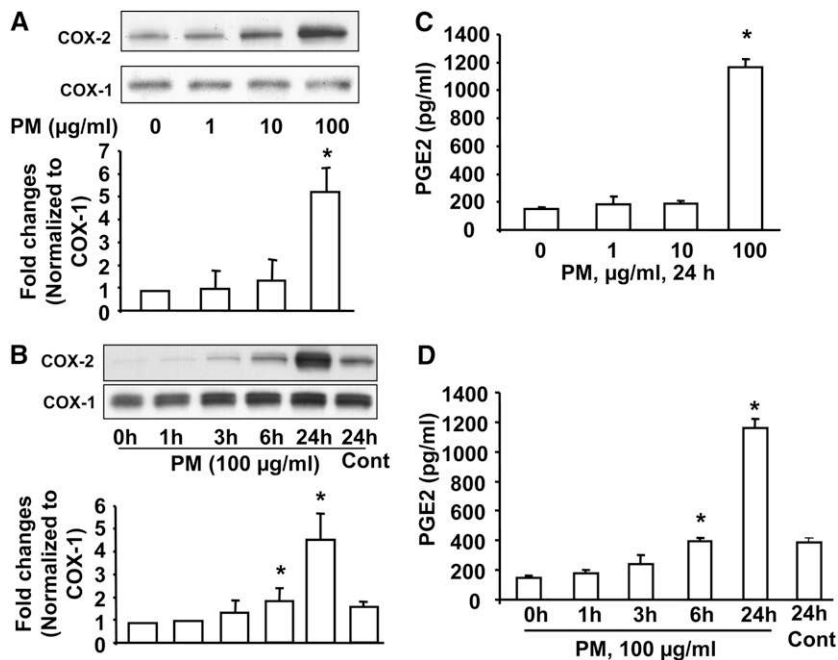 A
COX-2
COX-1
PM (µg/ml) 0 1 10 100
Fold changes
(Normalized to
COX-1)
7
6
5
4
3
2
1
0
*
B
COX-2
COX-1
0h 1h 3h 6h 24h 24h
PM (100 µg/ml) Cont
Fold changes
(Normalized to
COX-1)
6
5
4
3
2
1
0
* *
C
PGE2 (pg/ml)
1400
1200
1000
800
600
400
200
0
*
0 1 10 100
PM, µg/ml, 24 h
D
PGE2 (pg/ml)
1400
1200
1000
800
600
400
200
0
* *
0h 1h 3h 6h 24h 24h
PM, 100 µg/ml Cont